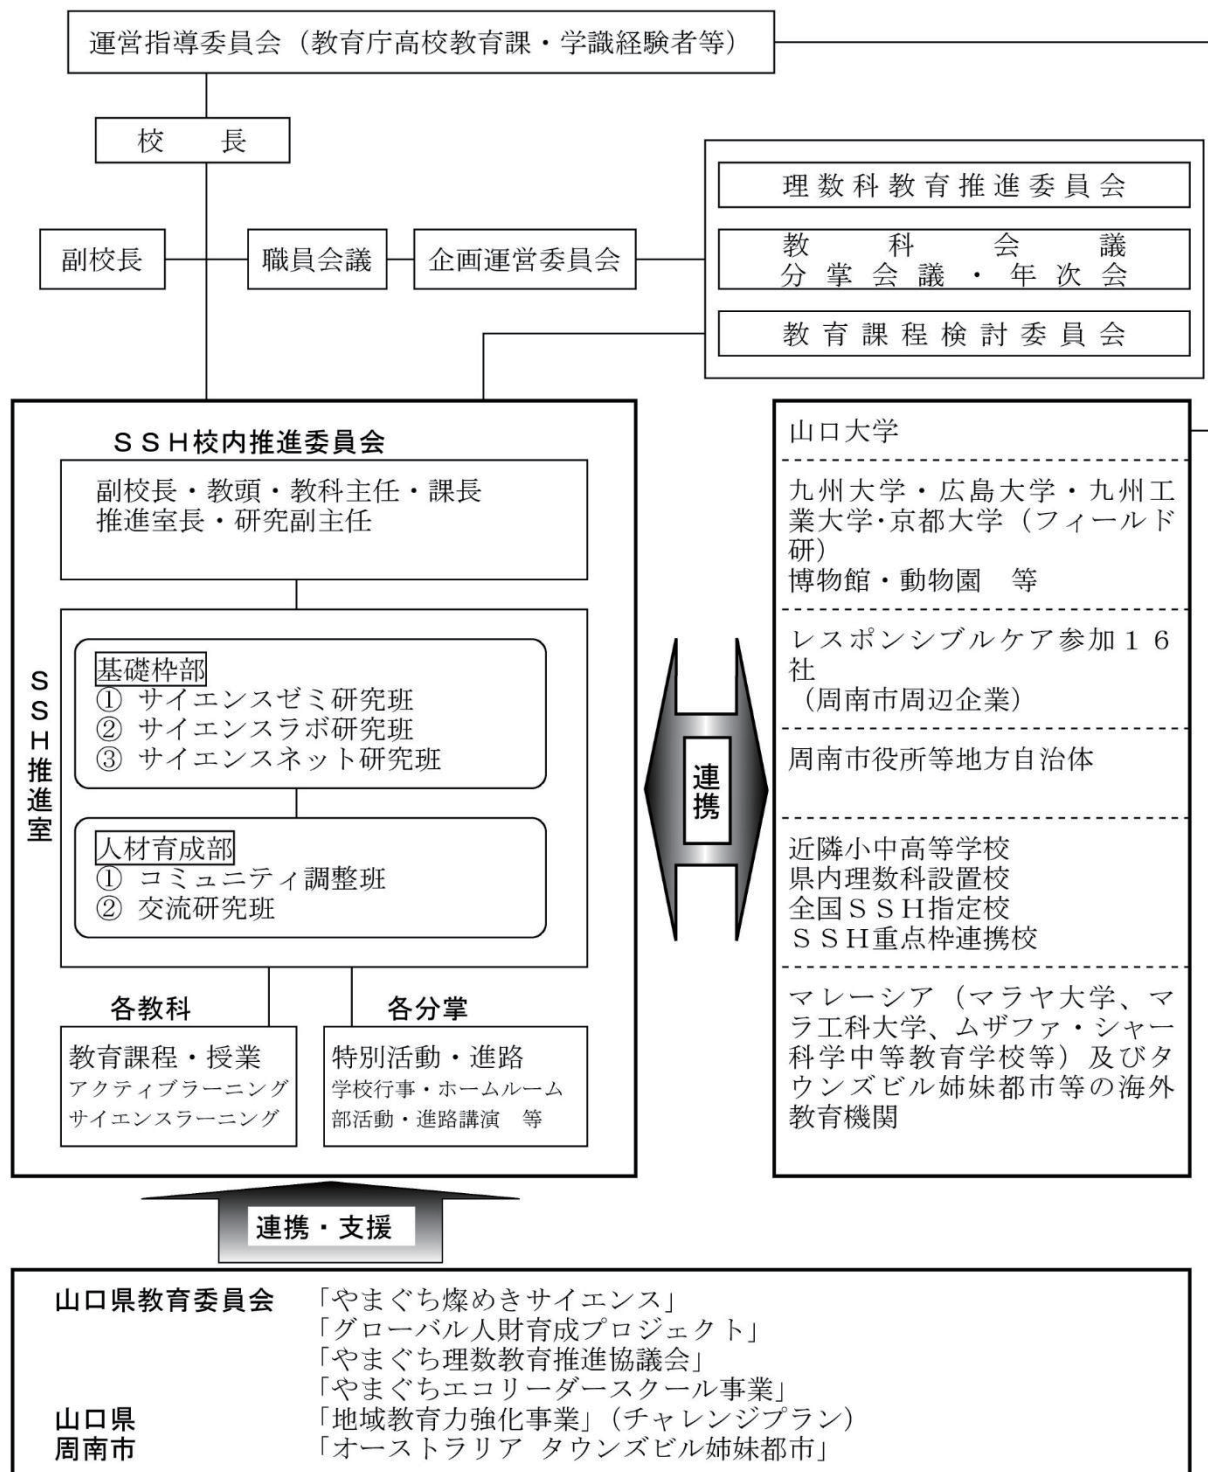 運営指導委員会（教育庁高校教育課・学識経験者等）
校　長
副校長
職員会議
企画運営委員会
理数科教育推進委員会
教科会議
分掌会議・年次会
教育課程検討委員会
ＳＳＨ校内推進委員会
副校長・教頭・教科主任・課長
推進室長・研究副主任
ＳＳＨ推進室
基礎枠部
① サイエンスゼミ研究班
② サイエンスラボ研究班
③ サイエンスネット研究班
人材育成部
① コミュニティ調整班
② 交流研究班
各教科
教育課程・授業
アクティブラーニング
サイエンスラーニング
各分掌
特別活動・進路
学校行事・ホームルーム
部活動・進路講演　等
連携
山口大学
九州大学・広島大学・九州工
業大学・京都大学（フィールド
研）
博物館・動物園　等
レスポンシブルケア参加１６
社
（周南市周辺企業）
周南市役所等地方自治体
近隣小中高等学校
県内理数科設置校
全国ＳＳＨ指定校
ＳＳＨ重点枠連携校
マレーシア（マラヤ大学、マ
ラ工科大学、ムザファ・シャー
科学中等教育学校等）及びタ
ウンズビル姉妹都市等の海外
教育機関
連携・支援
山口県教育委員会　「やまぐち燦めきサイエンス」
「グローバル人財育成プロジェクト」
「やまぐち理数教育推進協議会」
「やまぐちエコリーダースクール事業」
山口県　「地域教育力強化事業」（チャレンジプラン）
周南市　「オーストラリア タウンズビル姉妹都市」